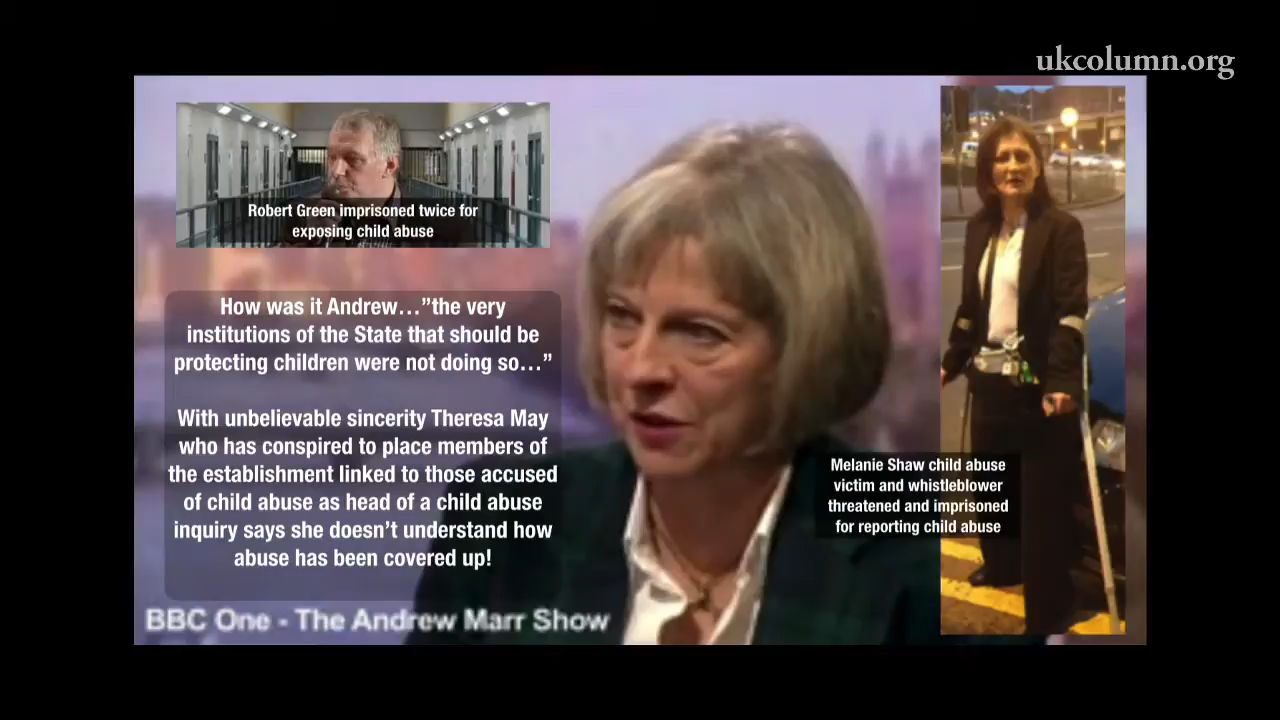 ukcolumn.org
Robert Green imprisoned twice for
exposing child abuse
How was it Andrew…”the very
institutions of the State that should be
protecting children were not doing so…”
With unbelievable sincerity Theresa May
who has conspired to place members of
the establishment linked to those accused
of child abuse as head of a child abuse
inquiry says she doesn’t understand how
abuse has been covered up!
Melanie Shaw child abuse
victim and whistleblower
threatened and imprisoned
for reporting child abuse
BBC One - The Andrew Marr Show